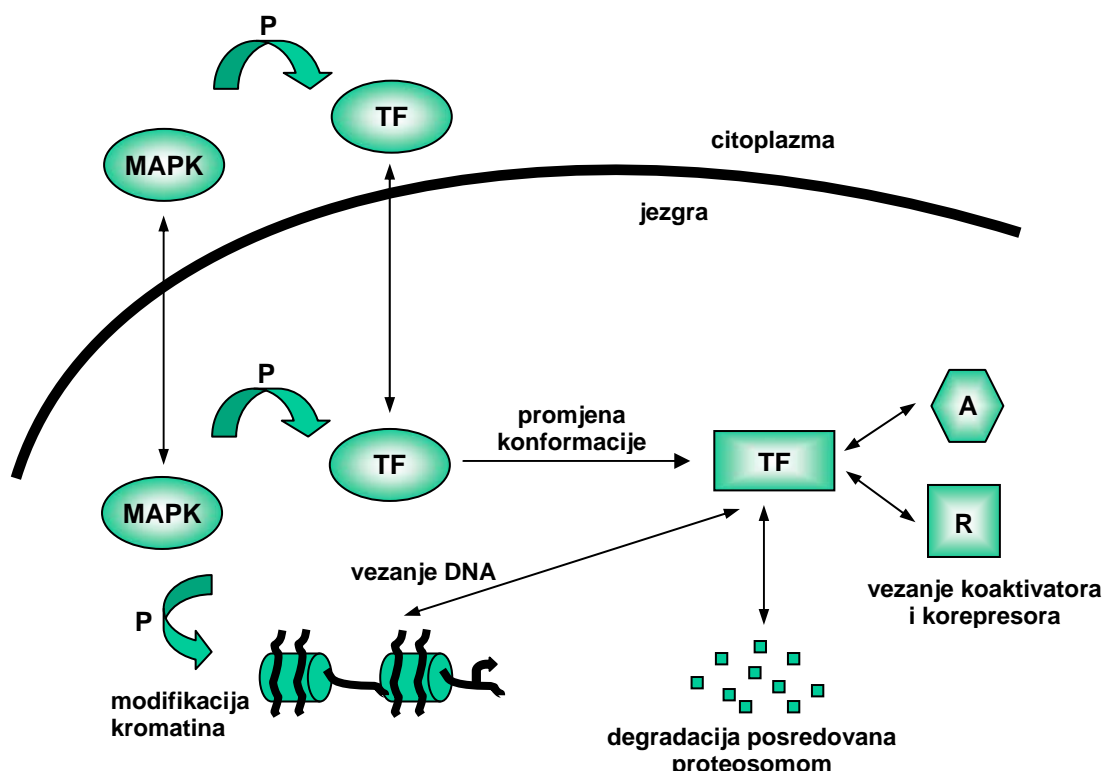 P
TF
MAPK
citoplazma
jezgra
P
TF
MAPK
promjena
konformacije
TF
A
R
vezanje koaktivatora
i korepresora
vezanje DNA
P
modifikacija
kromatina
degradacija posredovana
proteosomom